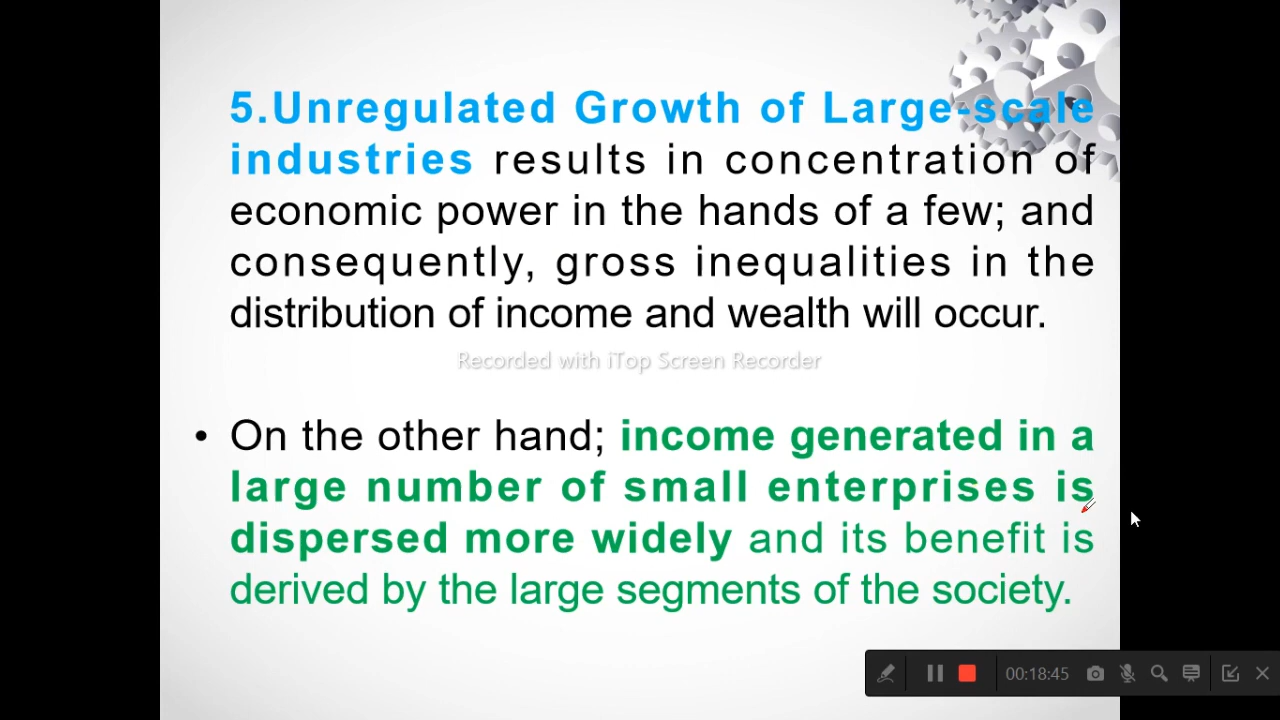 5.Unregulated Growth of Large-scale
industries results in concentration of
economic power in the hands of a few; and
consequently, gross inequalities in the
distribution of income and wealth will occur.
Recorded with iTop Screen Recorder
• On the other hand; income generated in a
large number of small enterprises is
dispersed more widely and its benefit is
derived by the large segments of the society.
00:18:45